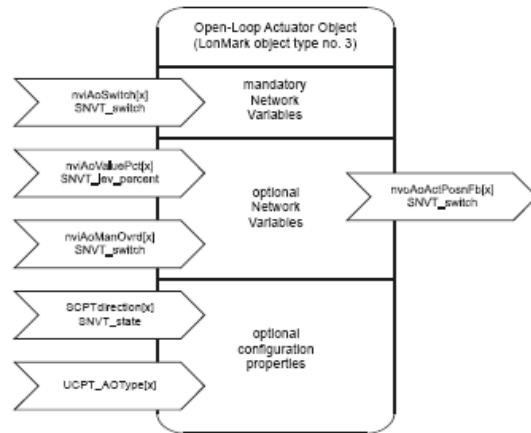 Open-Loop Actuator Object
(LonMark object type no. 3)
nviAoSwitch[x]
SNVT_switch
mandatory
Network
Variables
nviAoValuePct[x]
SNVT_lev_percent
optional
Network
Variables
nvoAoActPosnFb[x]
SNVT_switch
nviAoManOvrd[x]
SNVT_switch
SCPTdirection[x]
SNVT_state
optional
configuration
properties
UCPT_AOType[x]